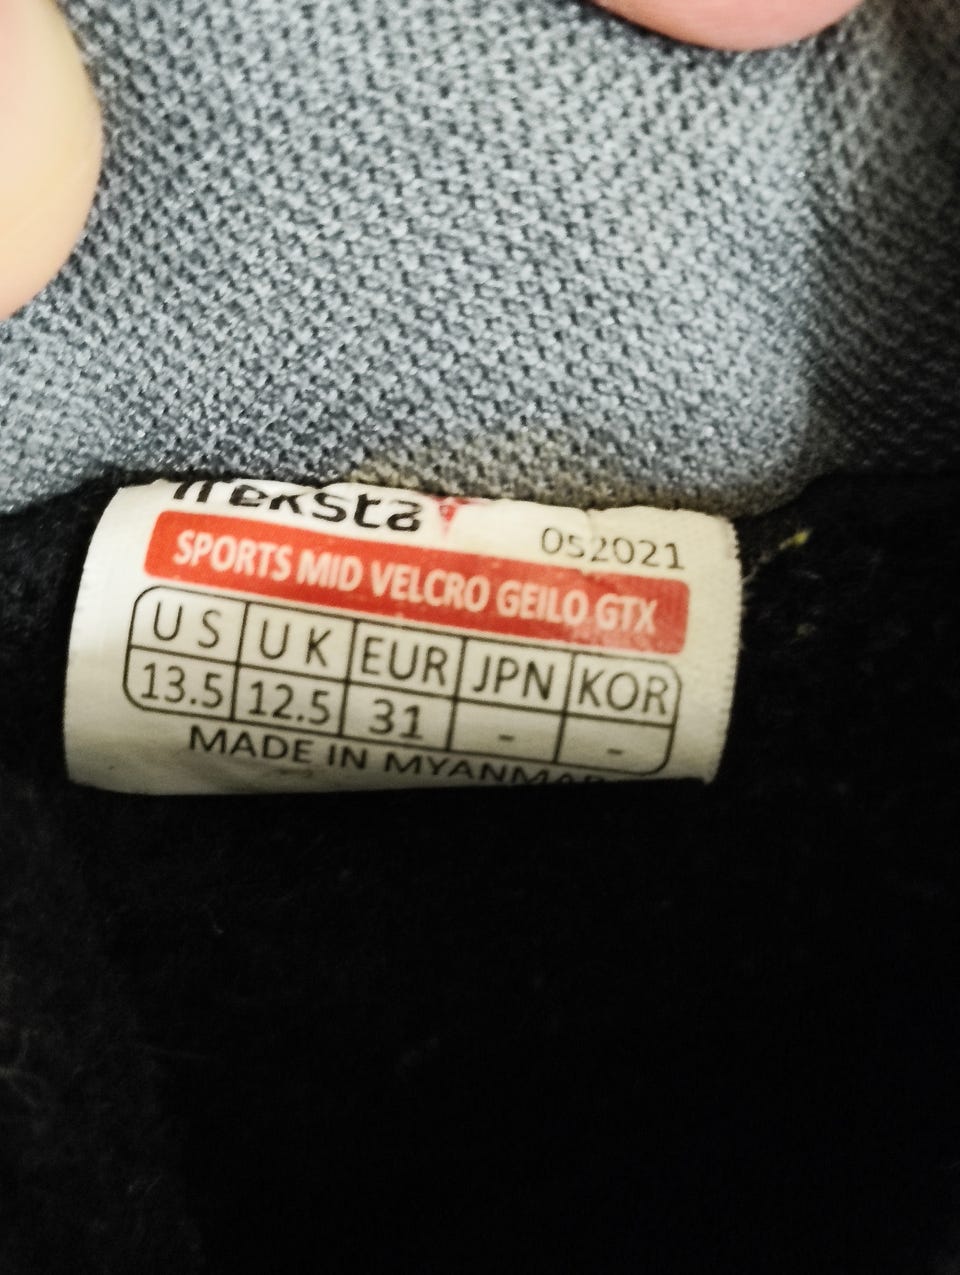 Treksta
052021
SPORTS MID VELCRO GEILO GTX
US UK EUR JPN KOR
13.5 12.5 31 - -
MADE IN MYANMAR